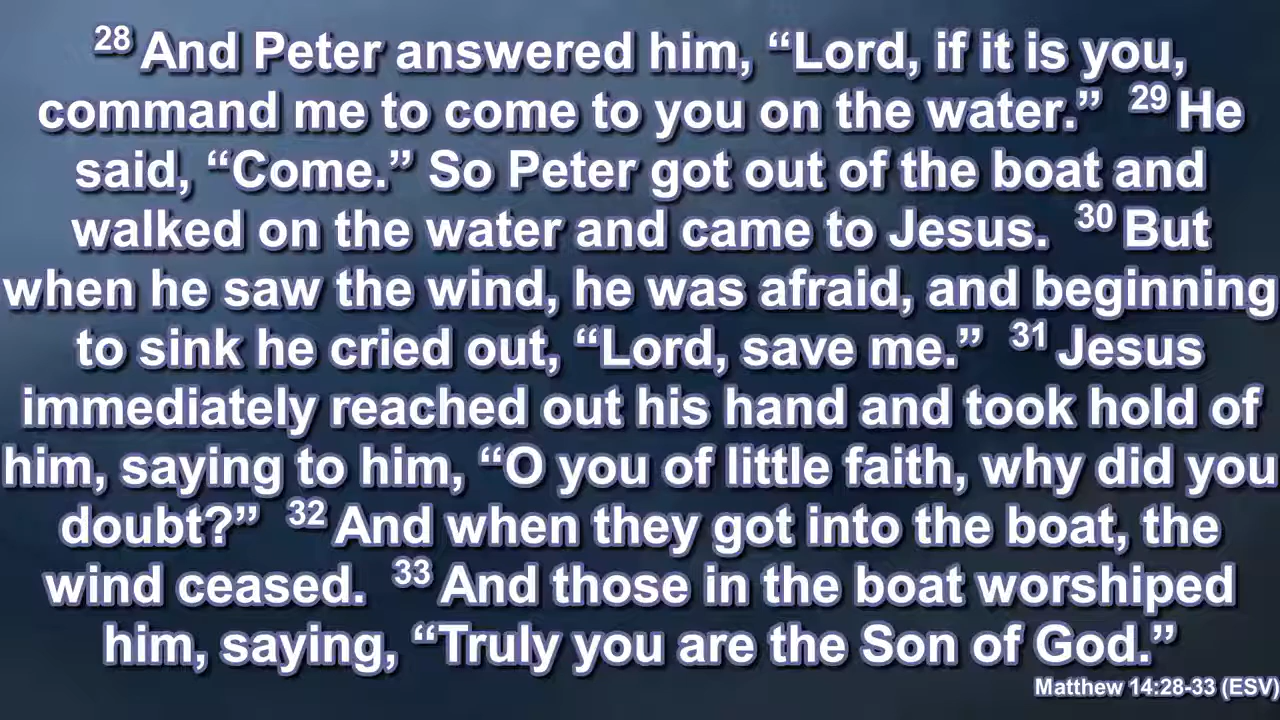 28 And Peter answered him, “Lord, if it is you,
command me to come to you on the water.” 29 He
said, “Come.” So Peter got out of the boat and
walked on the water and came to Jesus. 30 But
when he saw the wind, he was afraid, and beginning
to sink he cried out, “Lord, save me.” 31 Jesus
immediately reached out his hand and took hold of
him, saying to him, “O you of little faith, why did you
doubt?” 32 And when they got into the boat, the
wind ceased. 33 And those in the boat worshiped
him, saying, “Truly you are the Son of God.”
Matthew 14:28-33 (ESV)